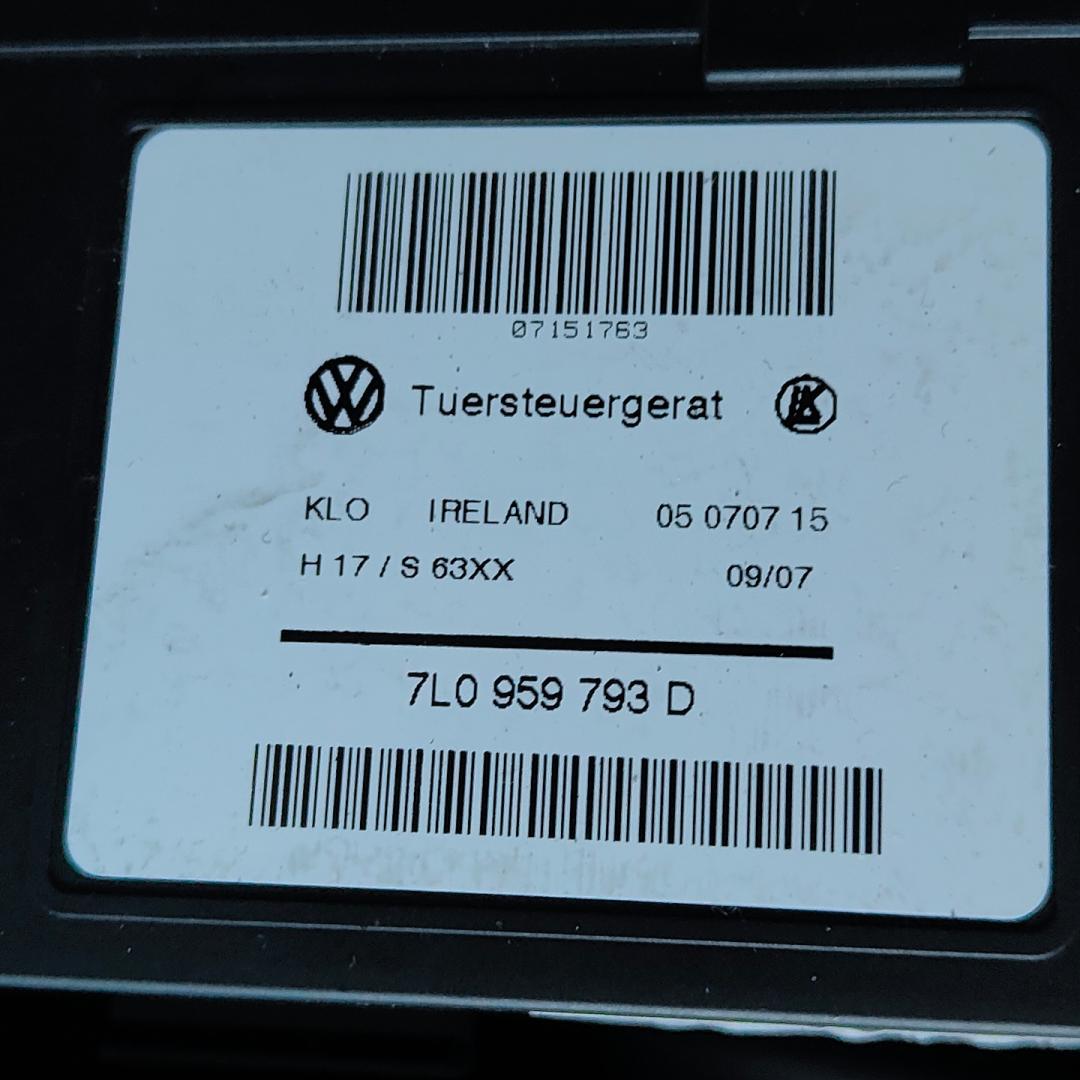 07151763
Tuersteuergerat
KLO IRELAND 05 0707 15
H 17 / S 63XX 09/07
7L0 959 793 D